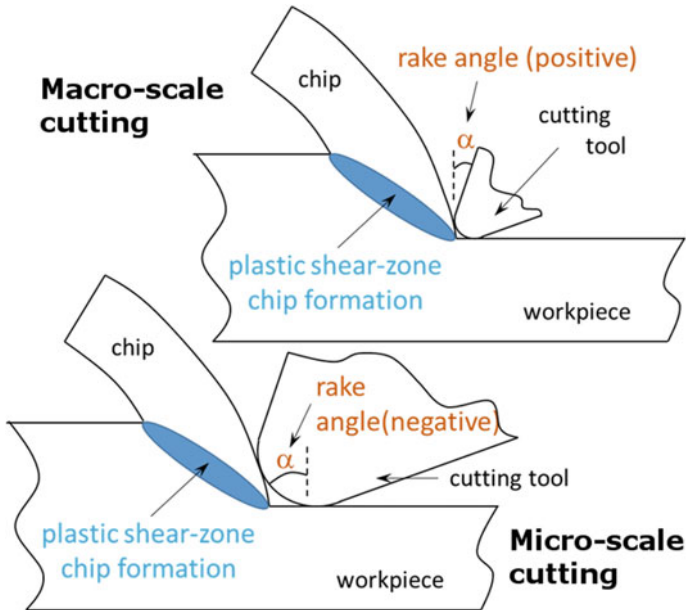 Macro-scale
cutting
chip
rake angle (positive)
α
cutting
tool
plastic shear-zone
chip formation
workpiece
chip
rake
angle(negative)
α
cutting tool
plastic shear-zone
chip formation
workpiece
Micro-scale
cutting